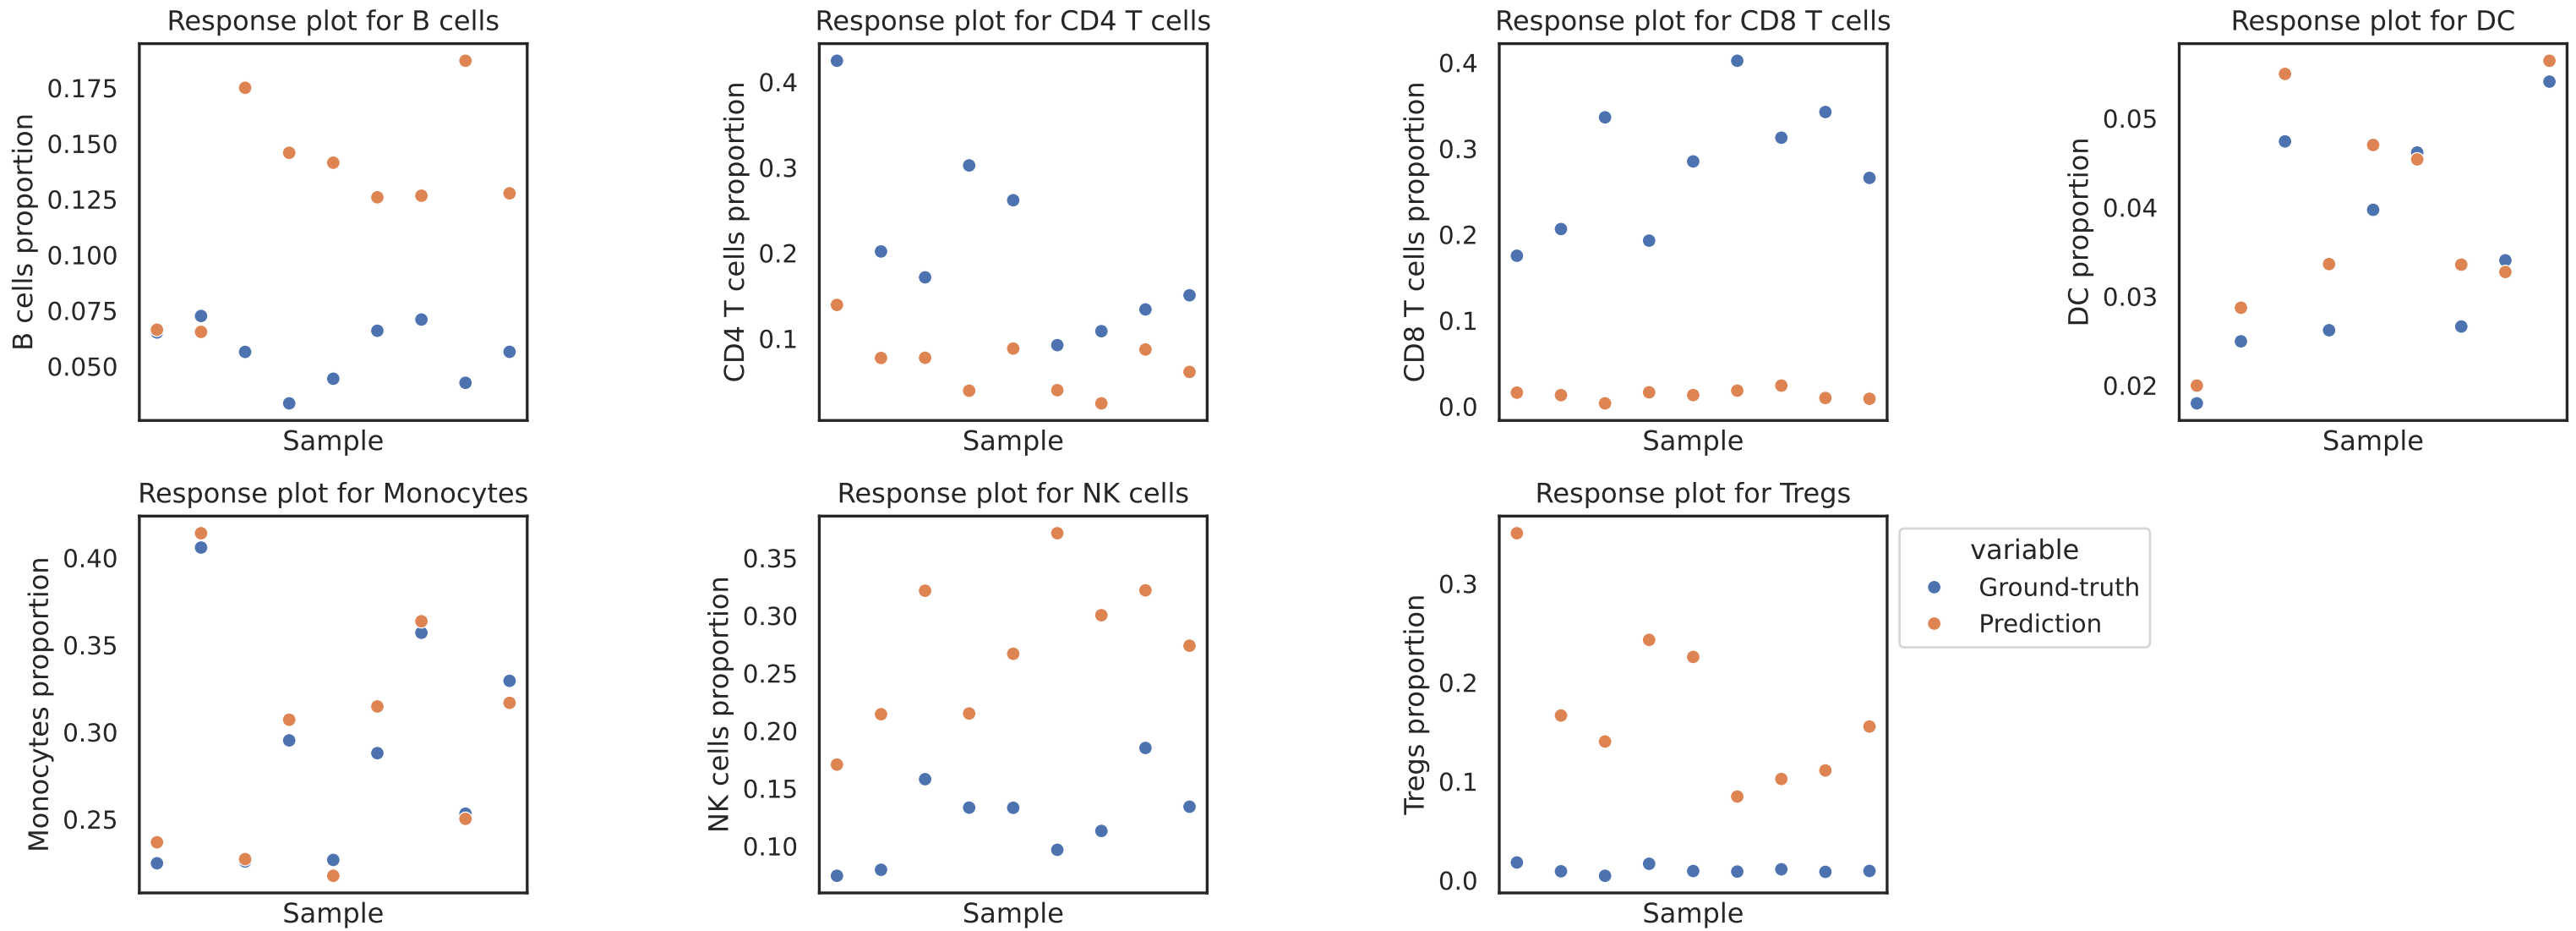 Response plot for B cells
B cells proportion
0.175
0.150
0.125
0.100
0.075
0.050
Sample
Response plot for CD4 T cells
CD4 T cells proportion
0.4
0.3
0.2
0.1
Sample
Response plot for CD8 T cells
CD8 T cells proportion
0.4
0.3
0.2
0.1
0.0
Sample
Response plot for DC
DC proportion
0.05
0.04
0.03
0.02
Sample
Response plot for Monocytes
Monocytes proportion
0.40
0.35
0.30
0.25
Sample
Response plot for NK cells
NK cells proportion
0.35
0.30
0.25
0.20
0.15
0.10
Sample
Response plot for Tregs
Tregs proportion
0.3
0.2
0.1
0.0
Sample
variable
Ground-truth
Prediction